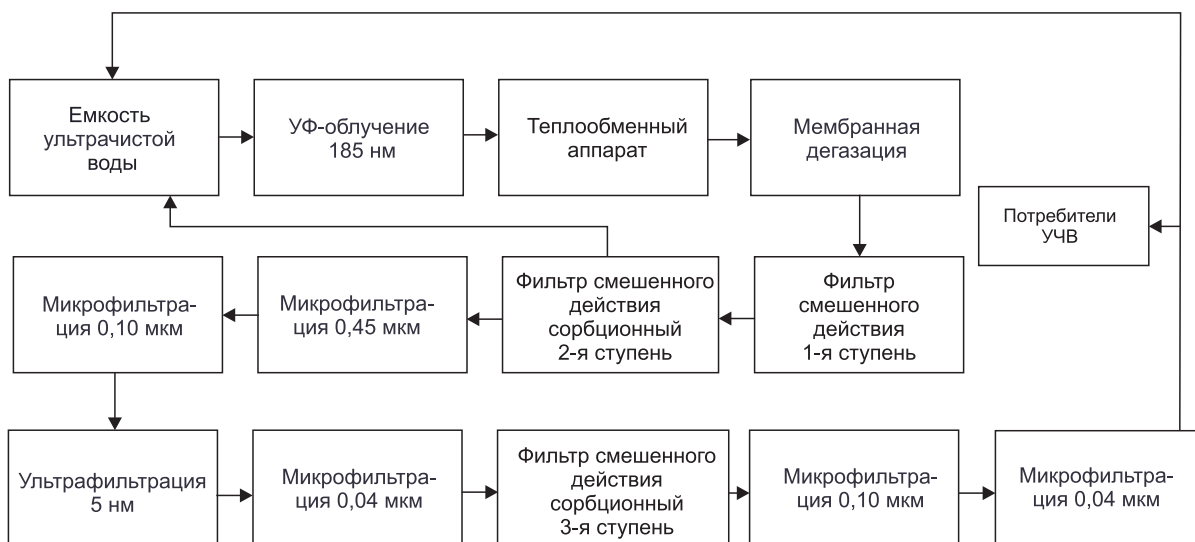 Емкость
ультрачистой
воды
УФ-облучение
185 нм
Теплообменный
аппарат
Мембранная
дегазация
Потребители
УЧВ
Микрофильтра-
ция 0,10 мкм
Микрофильтра-
ция 0,45 мкм
Фильтр смешенного
действия
сорбционный
2-я ступень
Фильтр
смешенного
действия
1-я ступень
Ультрафильтрация
5 нм
Микрофильтра-
ция 0,04 мкм
Фильтр смешенного
действия
сорбционный
3-я ступень
Микрофильтра-
ция 0,10 мкм
Микрофильтра-
ция 0,04 мкм